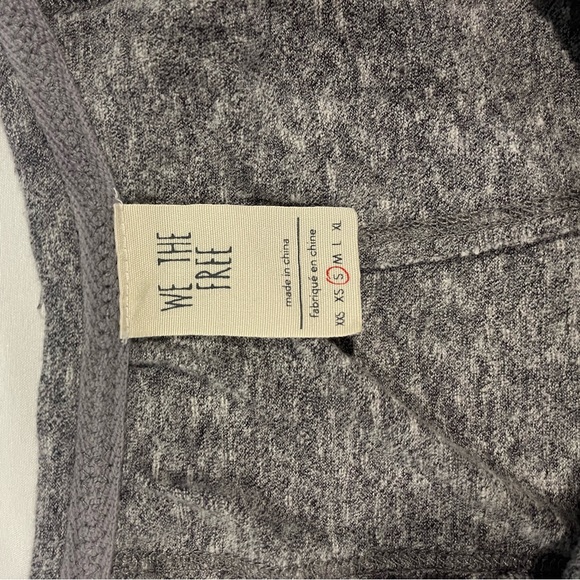 WE THE
FREE
made in china
fabriqué en chine
XXS XS S M L XL